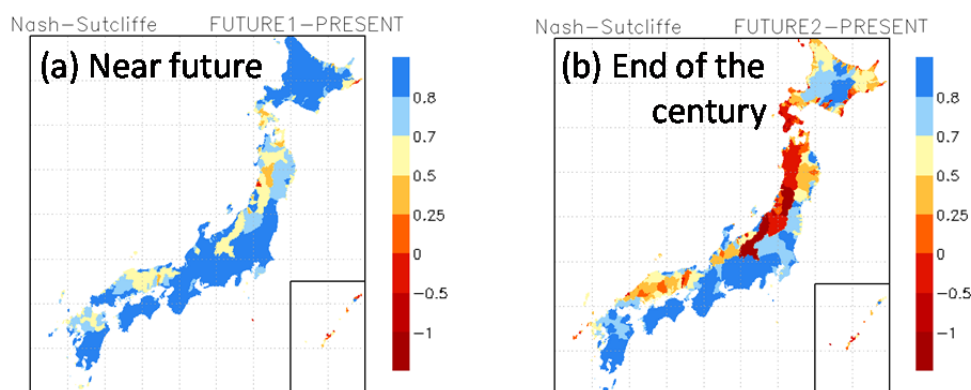 Nash−Sutcliffe FUTURE1−PRESENT
(a) Near future
0.8
0.7
0.5
0.25
0
−0.5
−1
Nash−Sutcliffe FUTURE2−PRESENT
(b) End of the
century
0.8
0.7
0.5
0.25
0
−0.5
−1